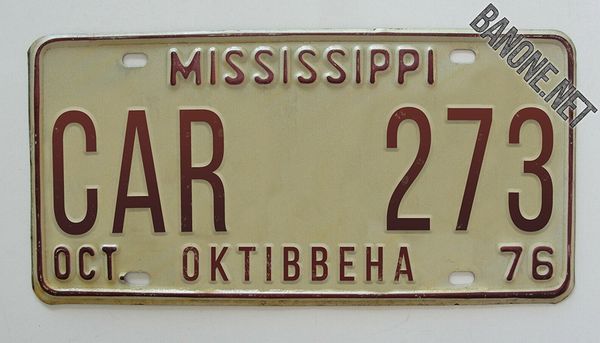 MISSISSIPPI
CAR 273
OCT. OKTIBBEHA 76
BANONE.NET